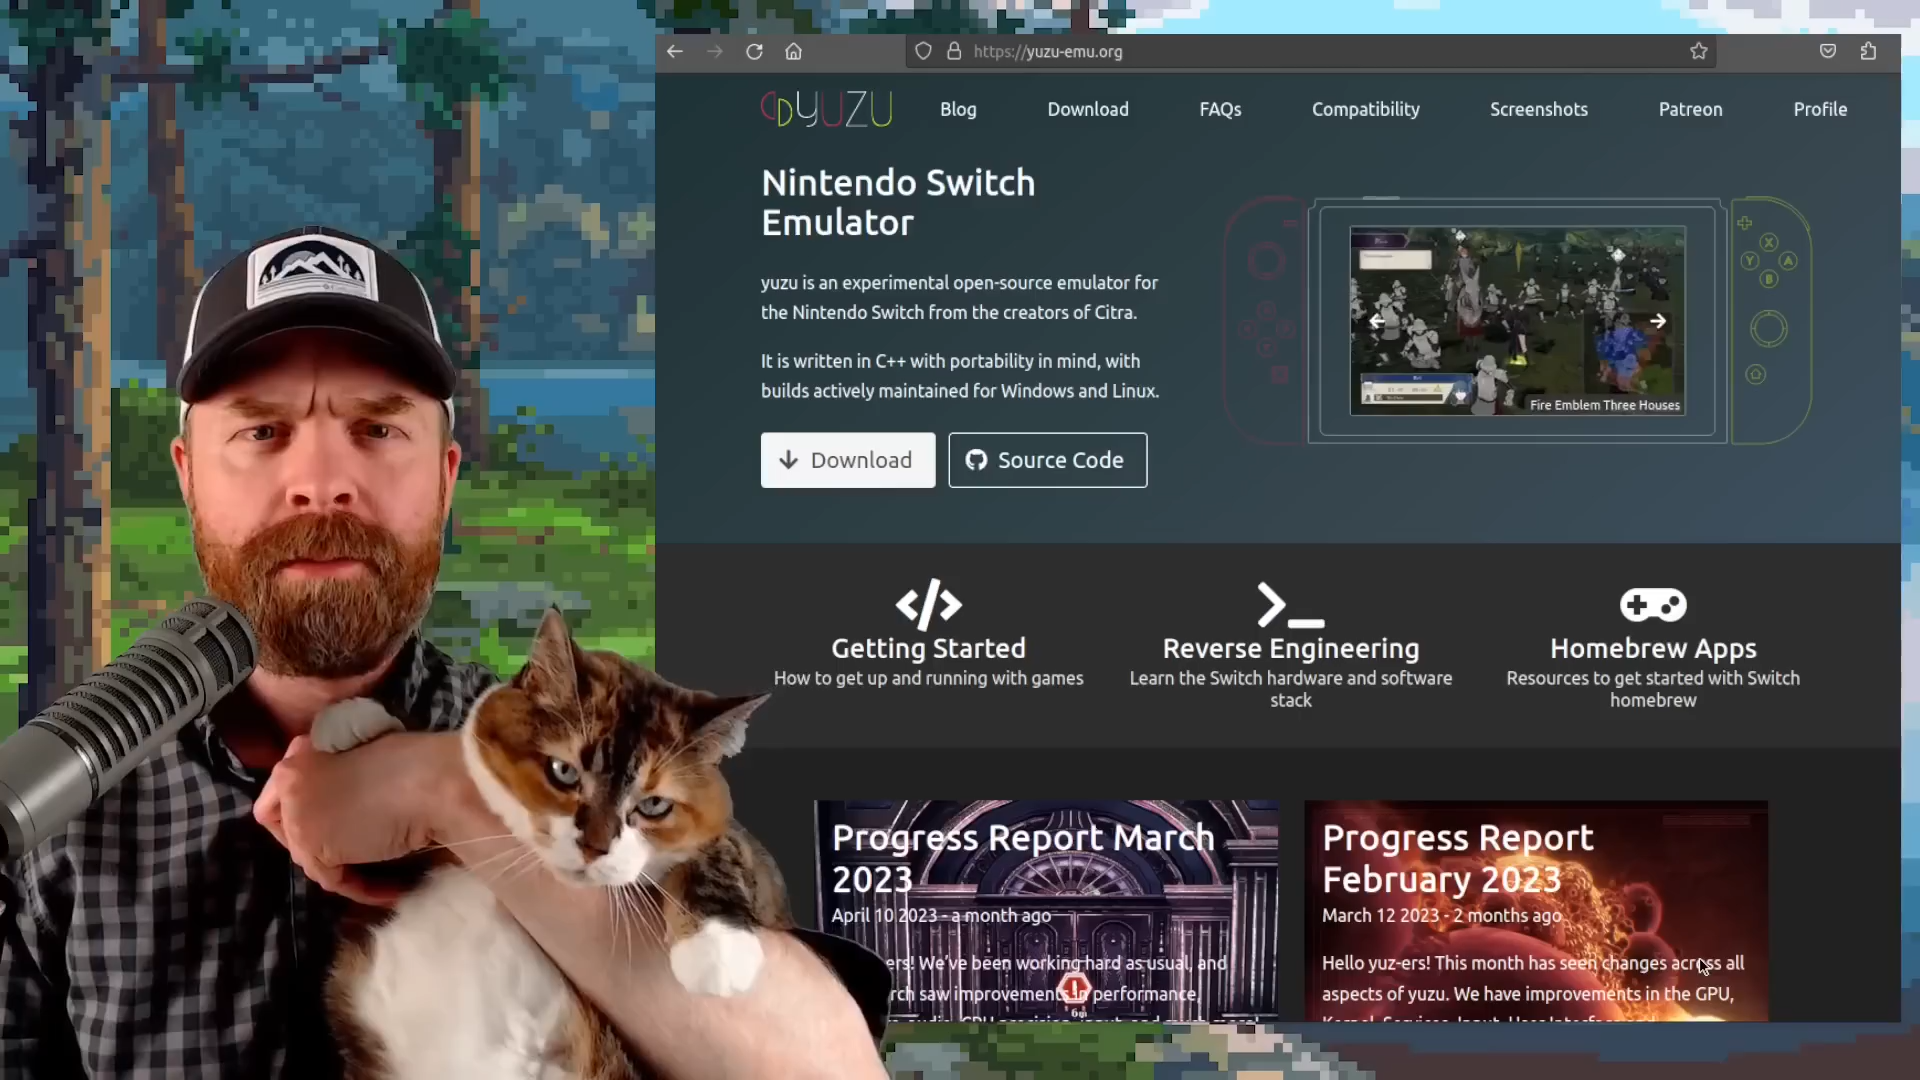 https://yuzu-emu.org
YUZU
Blog
Download
FAQs
Compatibility
Screenshots
Patreon
Profile
Nintendo Switch
Emulator
yuzu is an experimental open-source emulator for
the Nintendo Switch from the creators of Citra.
It is written in C++ with portability in mind, with
builds actively maintained for Windows and Linux.
Download
Source Code
Fire Emblem Three Houses
X
Y
A
B
Getting Started
How to get up and running with games
Reverse Engineering
Learn the Switch hardware and software
stack
Homebrew Apps
Resources to get started with Switch
homebrew
Progress Report March
2023
April 10 2023 - a month ago
ers! We've been working hard as usual, and
rch saw improvements in performance,
Progress Report
February 2023
March 12 2023 - 2 months ago
Hello yuz-ers! This month has seen changes across all
aspects of yuzu. We have improvements in the GPU,